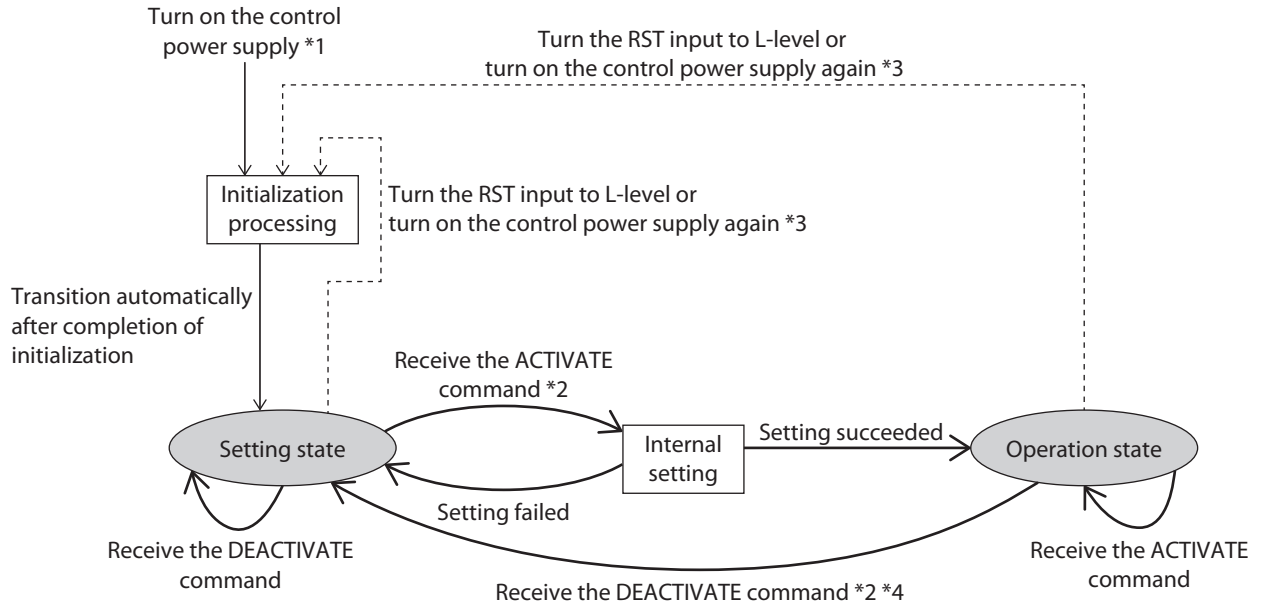 Turn on the control
power supply *1
Turn the RST input to L-level or
turn on the control power supply again *3
Initialization
processing
Turn the RST input to L-level or
turn on the control power supply again *3
Transition automatically
after completion of
initialization
Receive the ACTIVATE
command *2
Setting state
Internal
setting
Setting succeeded
Operation state
Setting failed
Receive the DEACTIVATE
command
Receive the ACTIVATE
command
Receive the DEACTIVATE command *2 *4